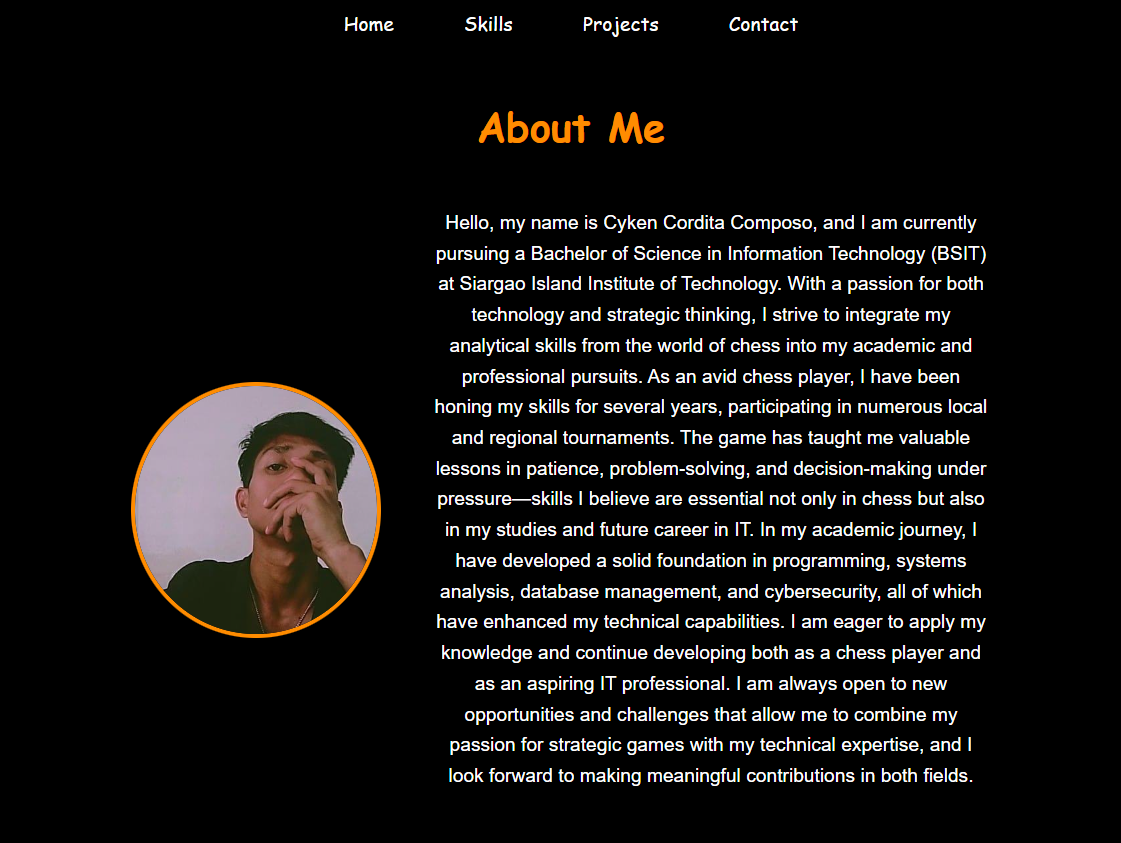 Home Skills Projects Contact
About Me
Hello, my name is Cyken Cordita Composo, and I am currently
pursuing a Bachelor of Science in Information Technology (BSIT)
at Siargao Island Institute of Technology. With a passion for both
technology and strategic thinking, I strive to integrate my
analytical skills from the world of chess into my academic and
professional pursuits. As an avid chess player, I have been
honing my skills for several years, participating in numerous local
and regional tournaments. The game has taught me valuable
lessons in patience, problem-solving, and decision-making under
pressure—skills I believe are essential not only in chess but also
in my studies and future career in IT. In my academic journey, I
have developed a solid foundation in programming, systems
analysis, database management, and cybersecurity, all of which
have enhanced my technical capabilities. I am eager to apply my
knowledge and continue developing both as a chess player and
as an aspiring IT professional. I am always open to new
opportunities and challenges that allow me to combine my
passion for strategic games with my technical expertise, and I
look forward to making meaningful contributions in both fields.